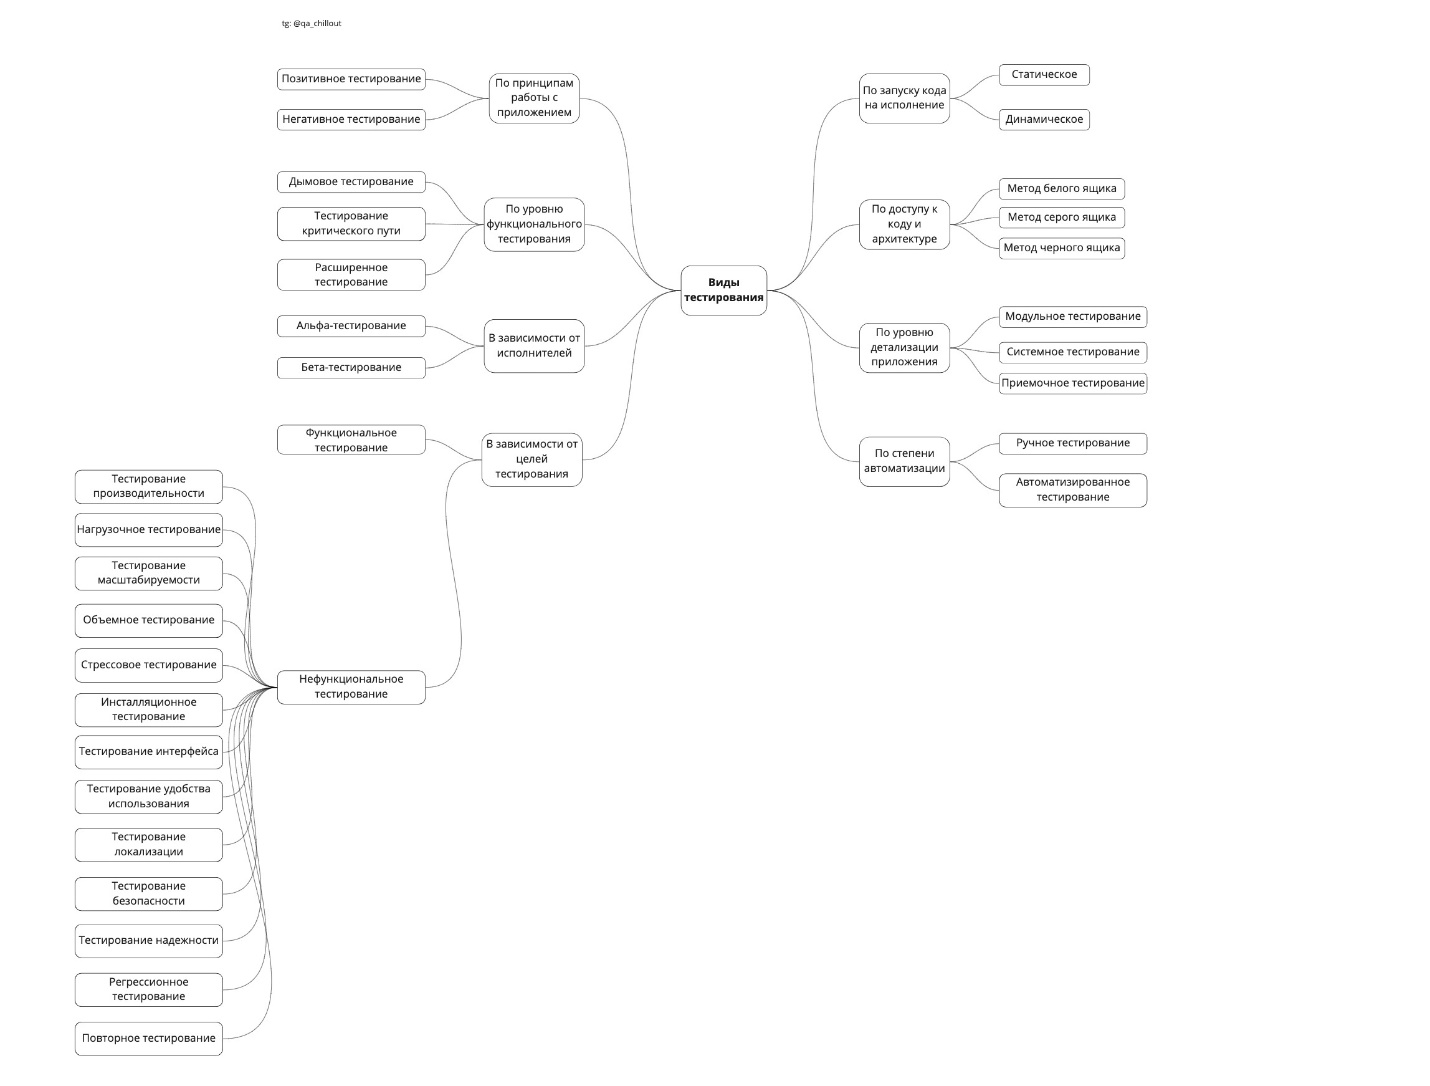 tg: @qa_chillout
Позитивное тестирование
Негативное тестирование
По принципам
работы с
приложением
Дымовое тестирование
Тестирование
критического пути
Расширенное
тестирование
По уровню
функционального
тестирования
Альфа-тестирование
Бета-тестирование
В зависимости от
исполнителей
Функциональное
тестирование
В зависимости от
целей
тестирования
Тестирование
производительности
Нагрузочное тестирование
Тестирование
масштабируемости
Объемное тестирование
Стрессовое тестирование
Инсталляционное
тестирование
Тестирование интерфейса
Тестирование удобства
использования
Тестирование
локализации
Тестирование
безопасности
Тестирование надежности
Регрессионное
тестирование
Повторное тестирование
Нефункциональное
тестирование
Виды
тестирования
По запуску кода
на исполнение
Статическое
Динамическое
По доступу к
коду и
архитектуре
Метод белого ящика
Метод серого ящика
Метод черного ящика
По уровню
детализации
приложения
Модульное тестирование
Системное тестирование
Приемочное тестирование
По степени
автоматизации
Ручное тестирование
Автоматизированное
тестирование